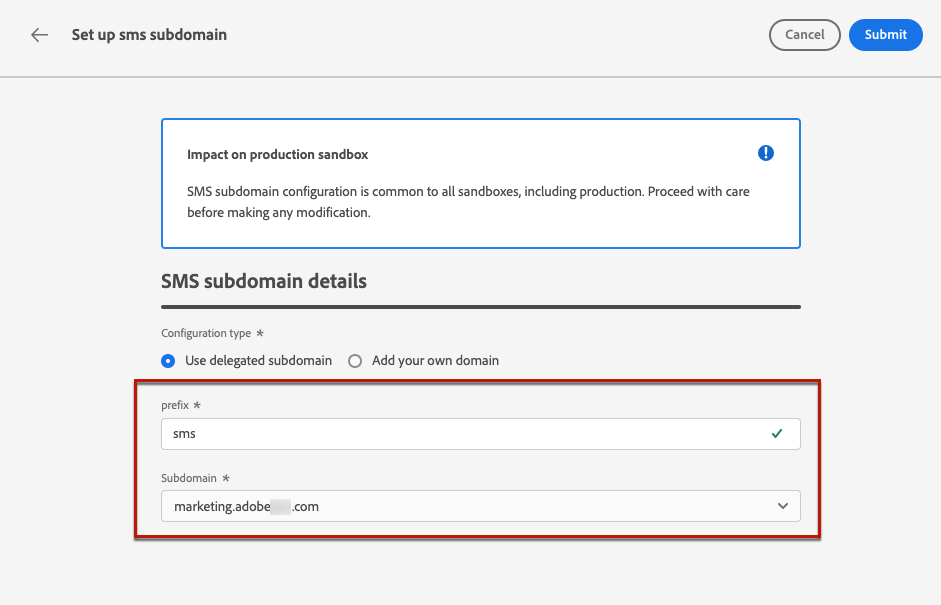 Set up sms subdomain
Cancel
Submit
Impact on production sandbox
SMS subdomain configuration is common to all sandboxes, including production. Proceed with care
before making any modification.
SMS subdomain details
Configuration type *
Use delegated subdomain
Add your own domain
prefix *
sms
Subdomain *
marketing.adobe .com